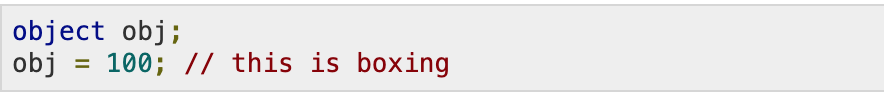 object obj;
obj = 100; // this is boxing